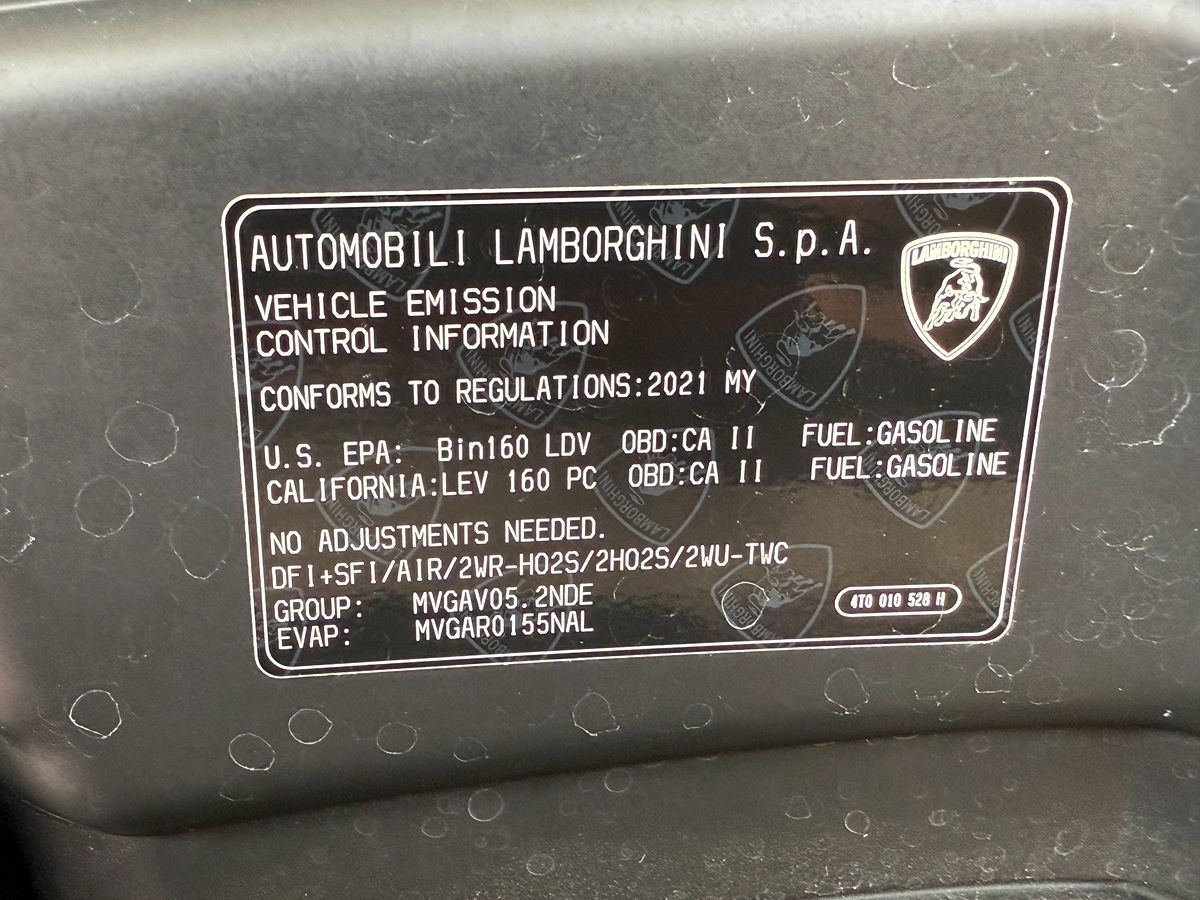 AUTOMOBILI LAMBORGHINI S.p.A.
LAMBORGHINI
VEHICLE EMISSION
CONTROL INFORMATION
CONFORMS TO REGULATIONS:2021 MY
U.S. EPA: Bin160 LDV OBD:CA II FUEL:GASOLINE
CALIFORNIA:LEV 160 PC OBD:CA II FUEL:GASOLINE
NO ADJUSTMENTS NEEDED.
DFI+SFI/AIR/2WR-HO2S/2HO2S/2WU-TWC
GROUP: MVGAV05.2NDE
EVAP: MVGAR0155NAL
4T0 010 528 H